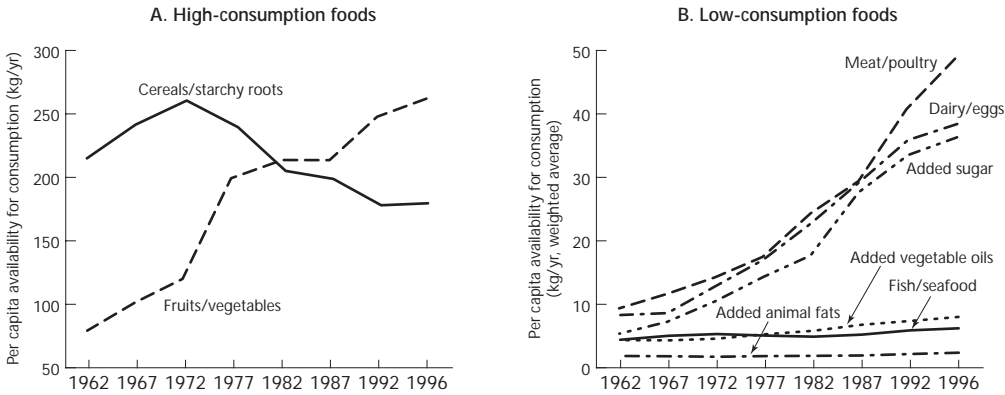 A. High-consumption foods
Per capita availability for consumption (kg/yr)
300
250
200
150
100
50
Cereals/starchy roots
Fruits/vegetables
1962 1967 1972 1977 1982 1987 1992 1996
B. Low-consumption foods
Per capita availability for consumption
(kg/yr, weighted average)
50
40
30
20
10
0
Meat/poultry
Dairy/eggs
Added sugar
Added vegetable oils
Fish/seafood
Added animal fats
1962 1967 1972 1977 1982 1987 1992 1996